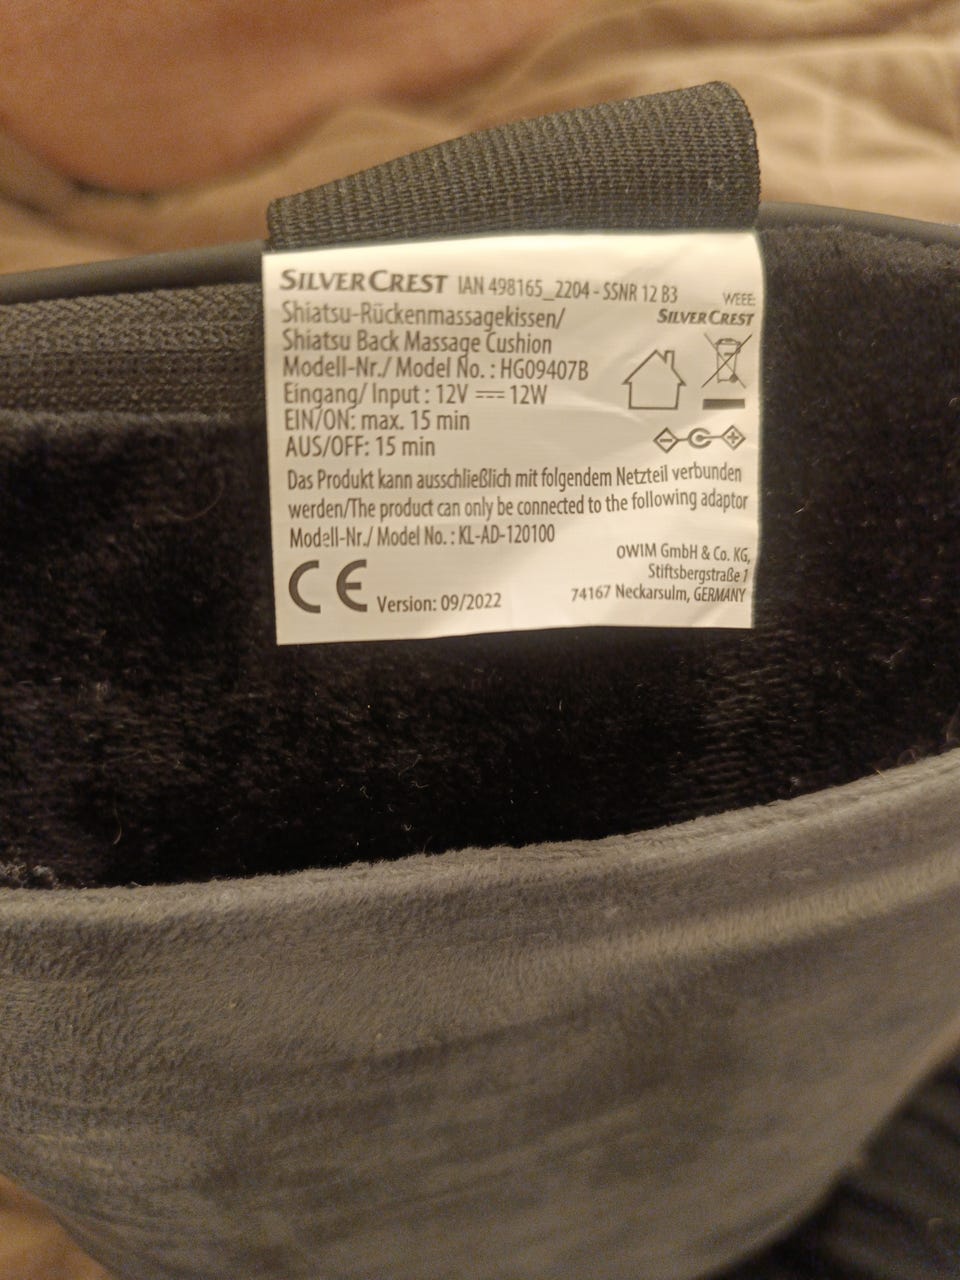 SILVERCREST IAN 498165_2204 - SSNR 12 B3
WEEE:
SILVERCREST
Shiatsu-Rückenmassagekissen/
Shiatsu Back Massage Cushion
Modell-Nr./ Model No. : HG09407B
Eingang/ Input : 12V ⎓ 12W
EIN/ON: max. 15 min
AUS/OFF: 15 min
Das Produkt kann ausschließlich mit folgendem Netzteil verbunden
werden/The product can only be connected to the following adaptor
Modell-Nr./ Model No. : KL-AD-120100
CE Version: 09/2022
OWIM GmbH & Co. KG,
Stiftsbergstraße 1
74167 Neckarsulm, GERMANY